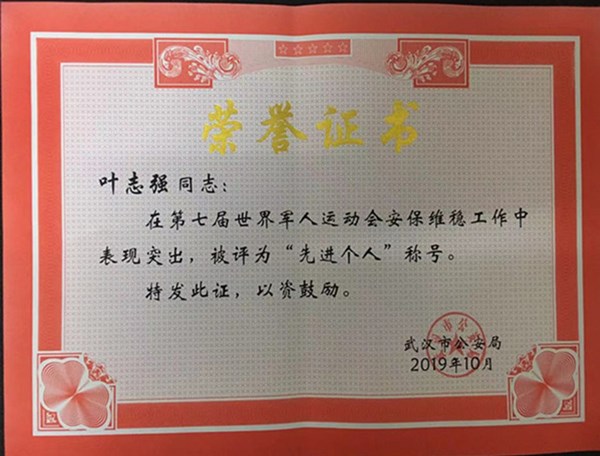 荣誉证书
叶志强同志：
在第七届世界军人运动会安保维稳工作中
表现突出，被评为“先进个人”称号。
特发此证，以资鼓励。
武汉市公安局
2019年10月